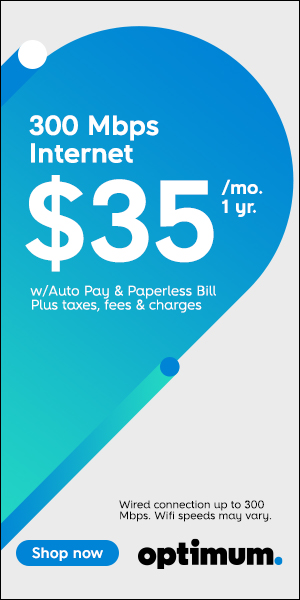 300 Mbps
Internet
$35
/mo.
1 yr.
w/Auto Pay & Paperless Bill
Plus taxes, fees & charges
Wired connection up to 300
Mbps. Wifi speeds may vary.
Shop now
optimum.